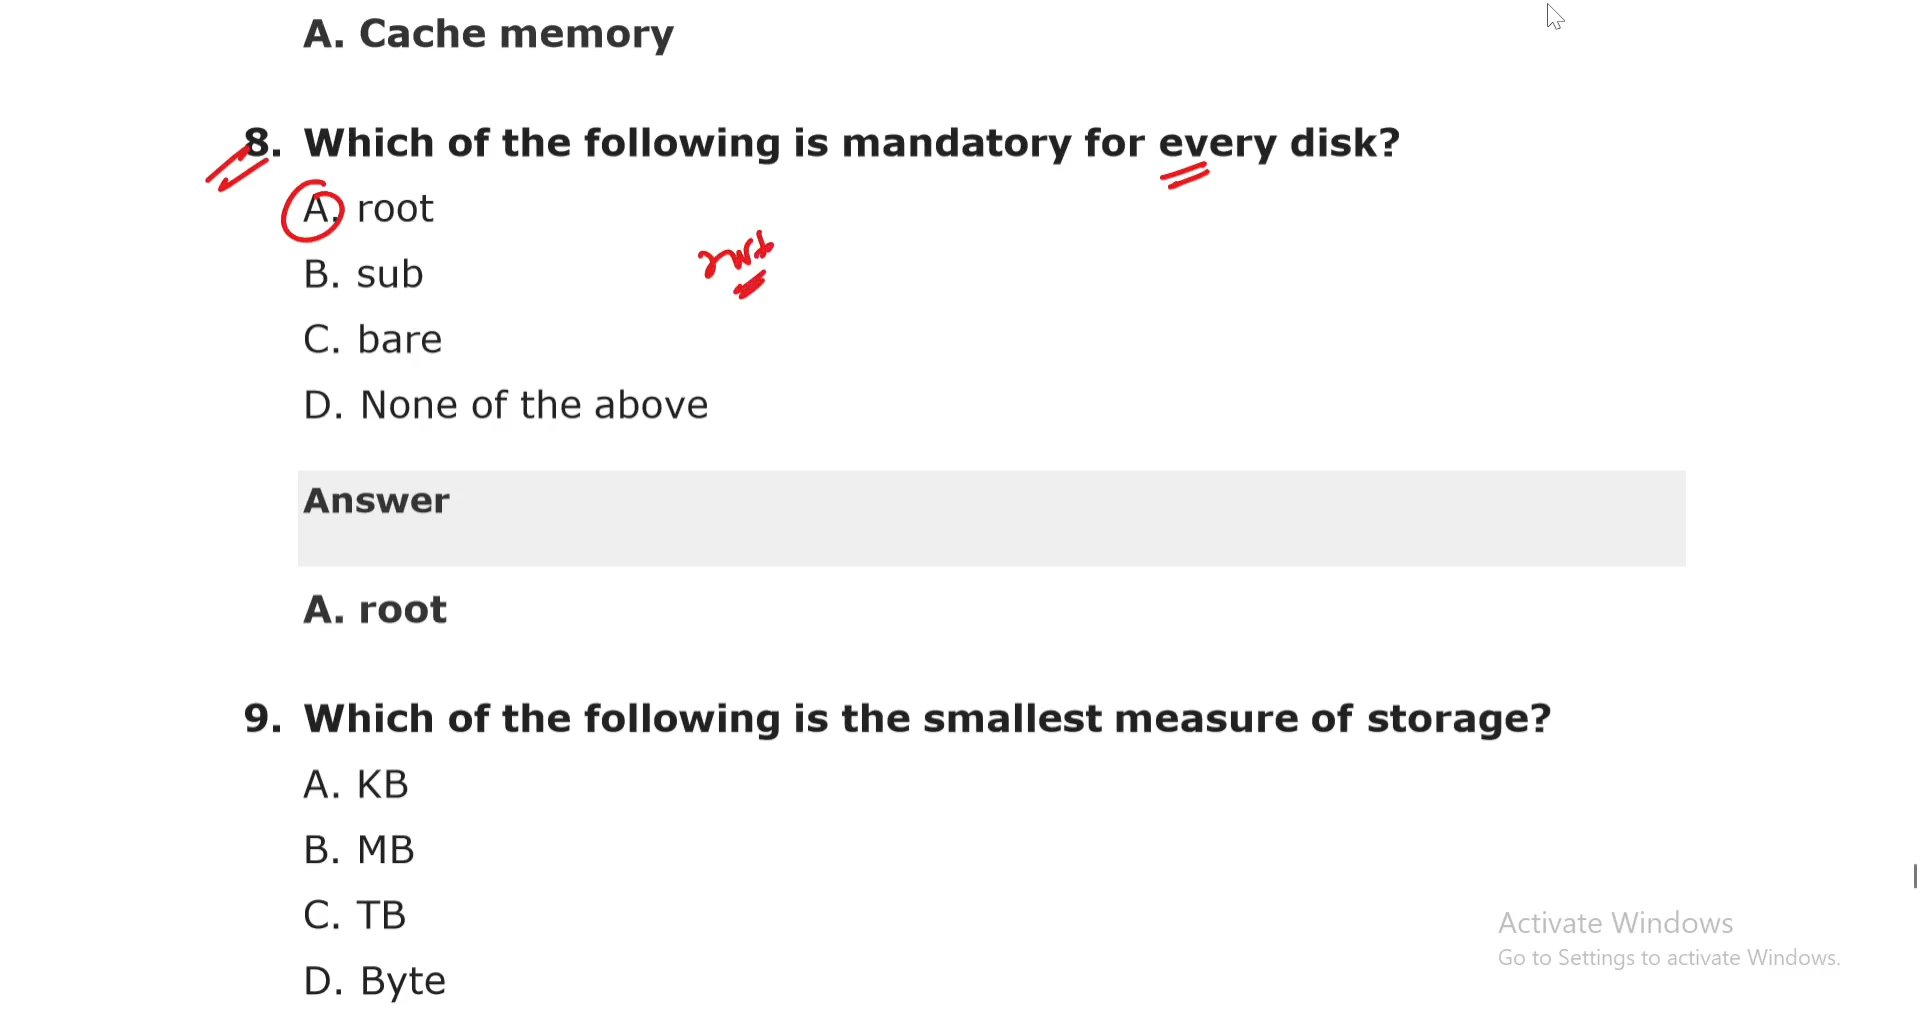 A. Cache memory
8. Which of the following is mandatory for every disk?
A. root
B. sub
C. bare
D. None of the above
Answer
A. root
9. Which of the following is the smallest measure of storage?
A. KB
B. MB
C. TB
D. Byte
Activate Windows
Go to Settings to activate Windows.